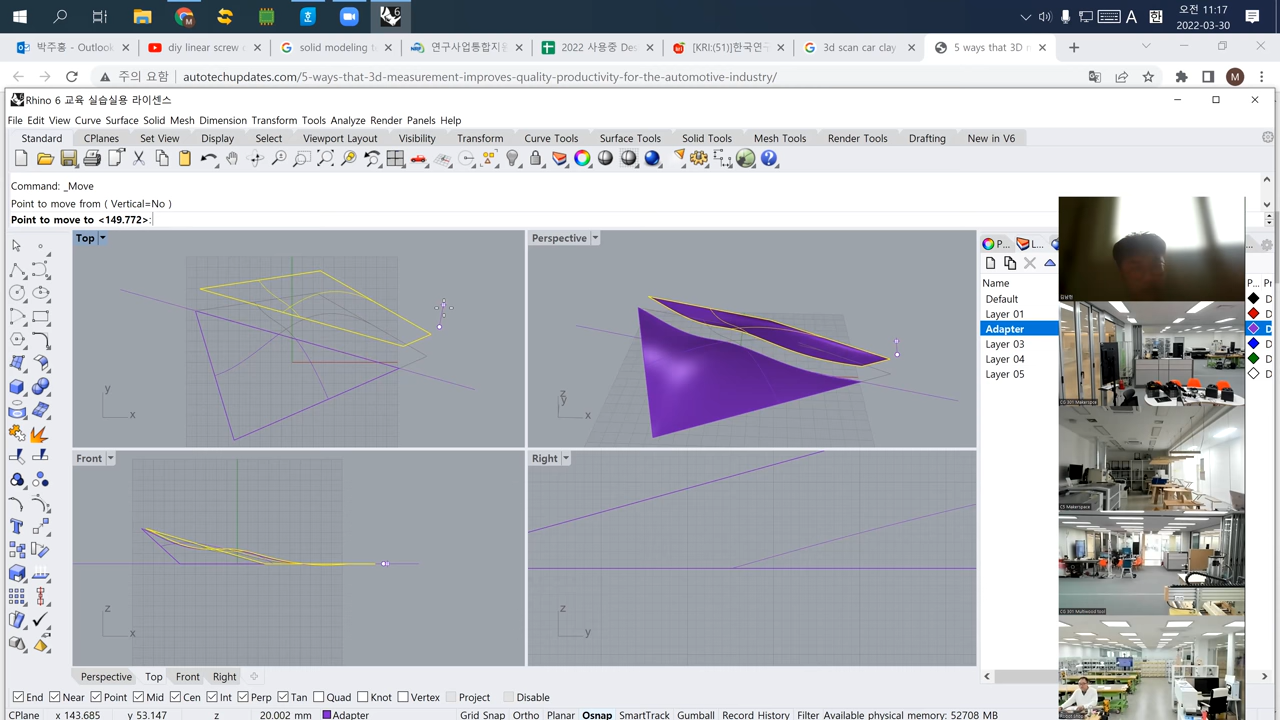 6
A
한
오전 11:17
2022-03-30
박주홍 - Outlook
diy linear screw
solid modeling t
연구사업통합지원
2022 사용중 Des
[KRI:(51)]한국연구
3d scan car clay
5 ways that 3D m
주의 요함
autotechupdates.com/5-ways-that-3d-measurement-improves-quality-productivity-for-the-automotive-industry/
M
Rhino 6 교육 실습실용 라이센스
File Edit View Curve Surface Solid Mesh Dimension Transform Tools Analyze Render Panels Help
Standard CPlanes Set View Display Select Viewport Layout Visibility Transform Curve Tools Surface Tools Solid Tools Mesh Tools Render Tools Drafting New in V6
Command: _Move
Point to move from ( Vertical=No )
Point to move to <149.772>:
Top
Perspective
P...
L...
Name
P...
Default
Layer 01
Adapter
Layer 03
Layer 04
Layer 05
y
x
z
y
x
Front
Right
z
x
z
y
Perspective Top Front Right
End Near Point Mid Cen Int Perp Tan Quad Knot Vertex Project Disable
CPlane x 143.685 y 53.147 z 20.002 mm Adapter Grid Snap Ortho Planar Osnap SmartTrack Gumball Record History Filter Available physical memory: 52708 MB